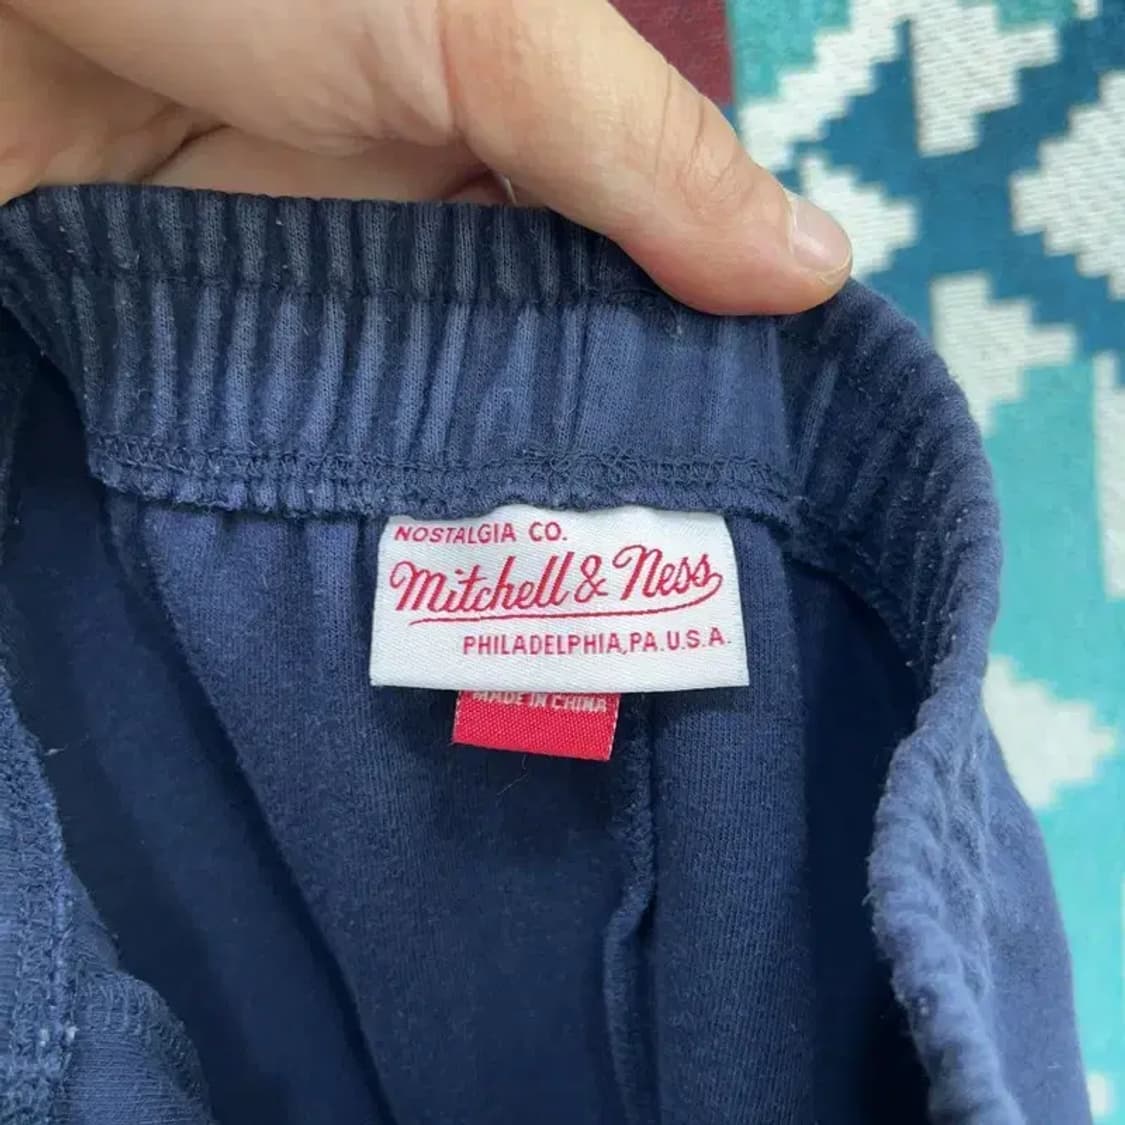 NOSTALGIA CO.
Mitchell & Ness
PHILADELPHIA, PA. U.S.A.
MADE IN CHINA